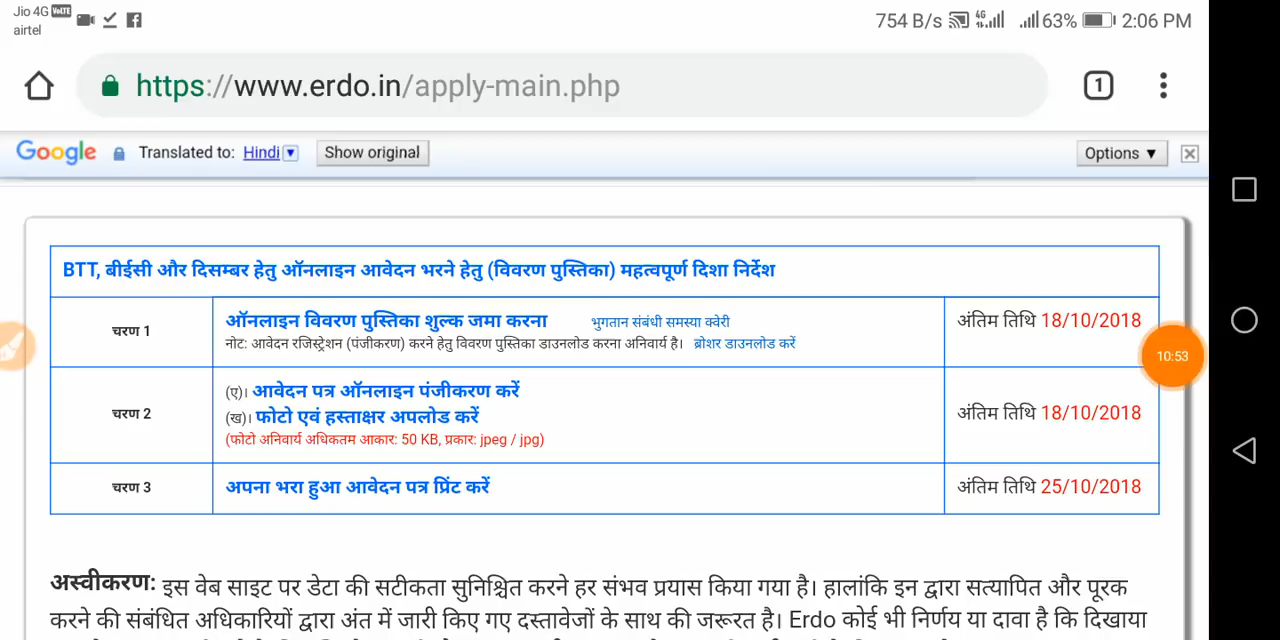 Jio 4G VoLTE
airtel
754 B/s 4G 63% 2:06 PM
https://www.erdo.in/apply-main.php
1
Google Translated to: Hindi Show original Options
BTT, बीईसी और दिसम्बर हेतु ऑनलाइन आवेदन भरने हेतु (विवरण पुस्तिका) महत्वपूर्ण दिशा निर्देश
चरण 1
ऑनलाइन विवरण पुस्तिका शुल्क जमा करना भुगतान संबंधी समस्या क्वेरी
नोट: आवेदन रजिस्ट्रेशन (पंजीकरण) करने हेतु विवरण पुस्तिका डाउनलोड करना अनिवार्य है। ब्रोशर डाउनलोड करें
अंतिम तिथि 18/10/2018
10:53
चरण 2
(ए)। आवेदन पत्र ऑनलाइन पंजीकरण करें
(ख)। फोटो एवं हस्ताक्षर अपलोड करें
(फोटो अनिवार्य अधिकतम आकार: 50 KB, प्रकार: jpeg / jpg)
अंतिम तिथि 18/10/2018
चरण 3
अपना भरा हुआ आवेदन पत्र प्रिंट करें
अंतिम तिथि 25/10/2018
अस्वीकरण: इस वेब साइट पर डेटा की सटीकता सुनिश्चित करने हर संभव प्रयास किया गया है। हालांकि इन द्वारा सत्यापित और पूरक
करने की संबंधित अधिकारियों द्वारा अंत में जारी किए गए दस्तावेजों के साथ की जरूरत है। Erdo कोई भी निर्णय या दावा है कि दिखाया